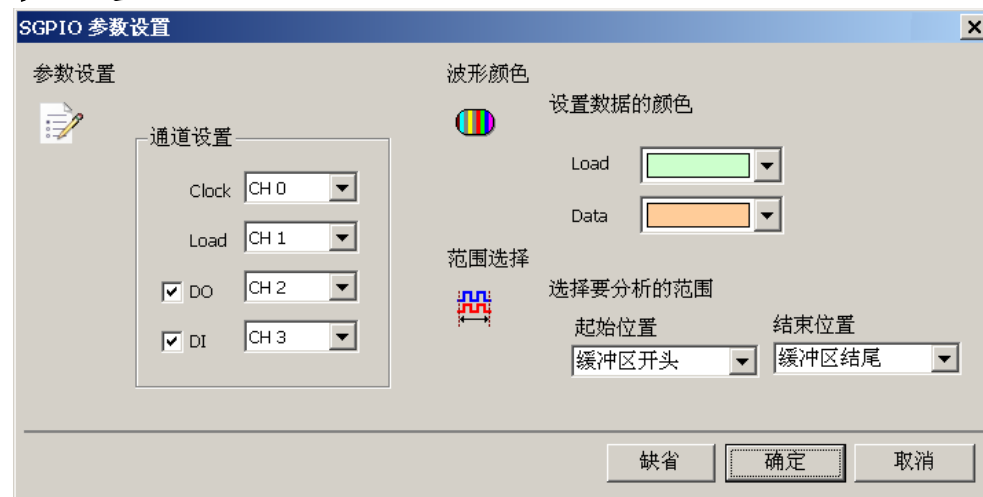 SGPIO 参数设置
参数设置
通道设置
Clock CH 0
Load CH 1
DO CH 2
DI CH 3
波形颜色
设置数据的颜色
Load
Data
范围选择
选择要分析的范围
起始位置 结束位置
缓冲区开头 缓冲区结尾
缺省 确定 取消